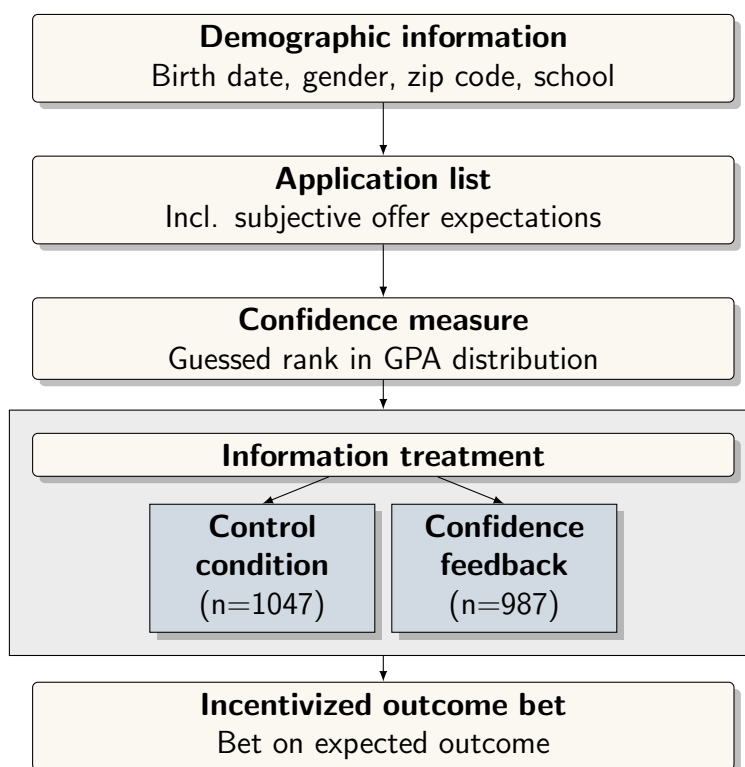 Demographic information
Birth date, gender, zip code, school
Application list
Incl. subjective offer expectations
Confidence measure
Guessed rank in GPA distribution
Information treatment
Control
condition
(n=1047)
Confidence
feedback
(n=987)
Incentivized outcome bet
Bet on expected outcome